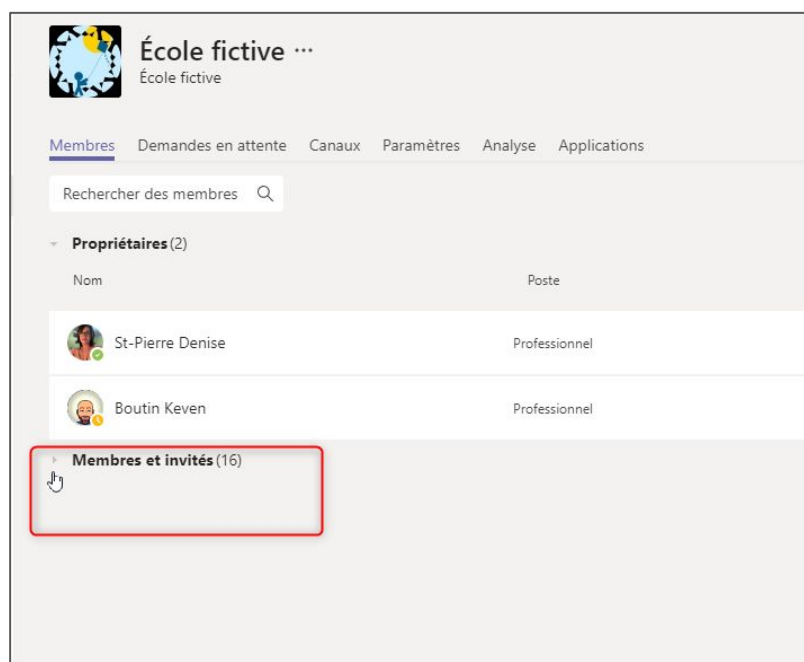 École fictive ...
École fictive
Membres Demandes en attente Canaux Paramètres Analyse Applications
Rechercher des membres
Propriétaires (2)
Nom Poste
St-Pierre Denise Professionnel
Boutin Keven Professionnel
Membres et invités (16)